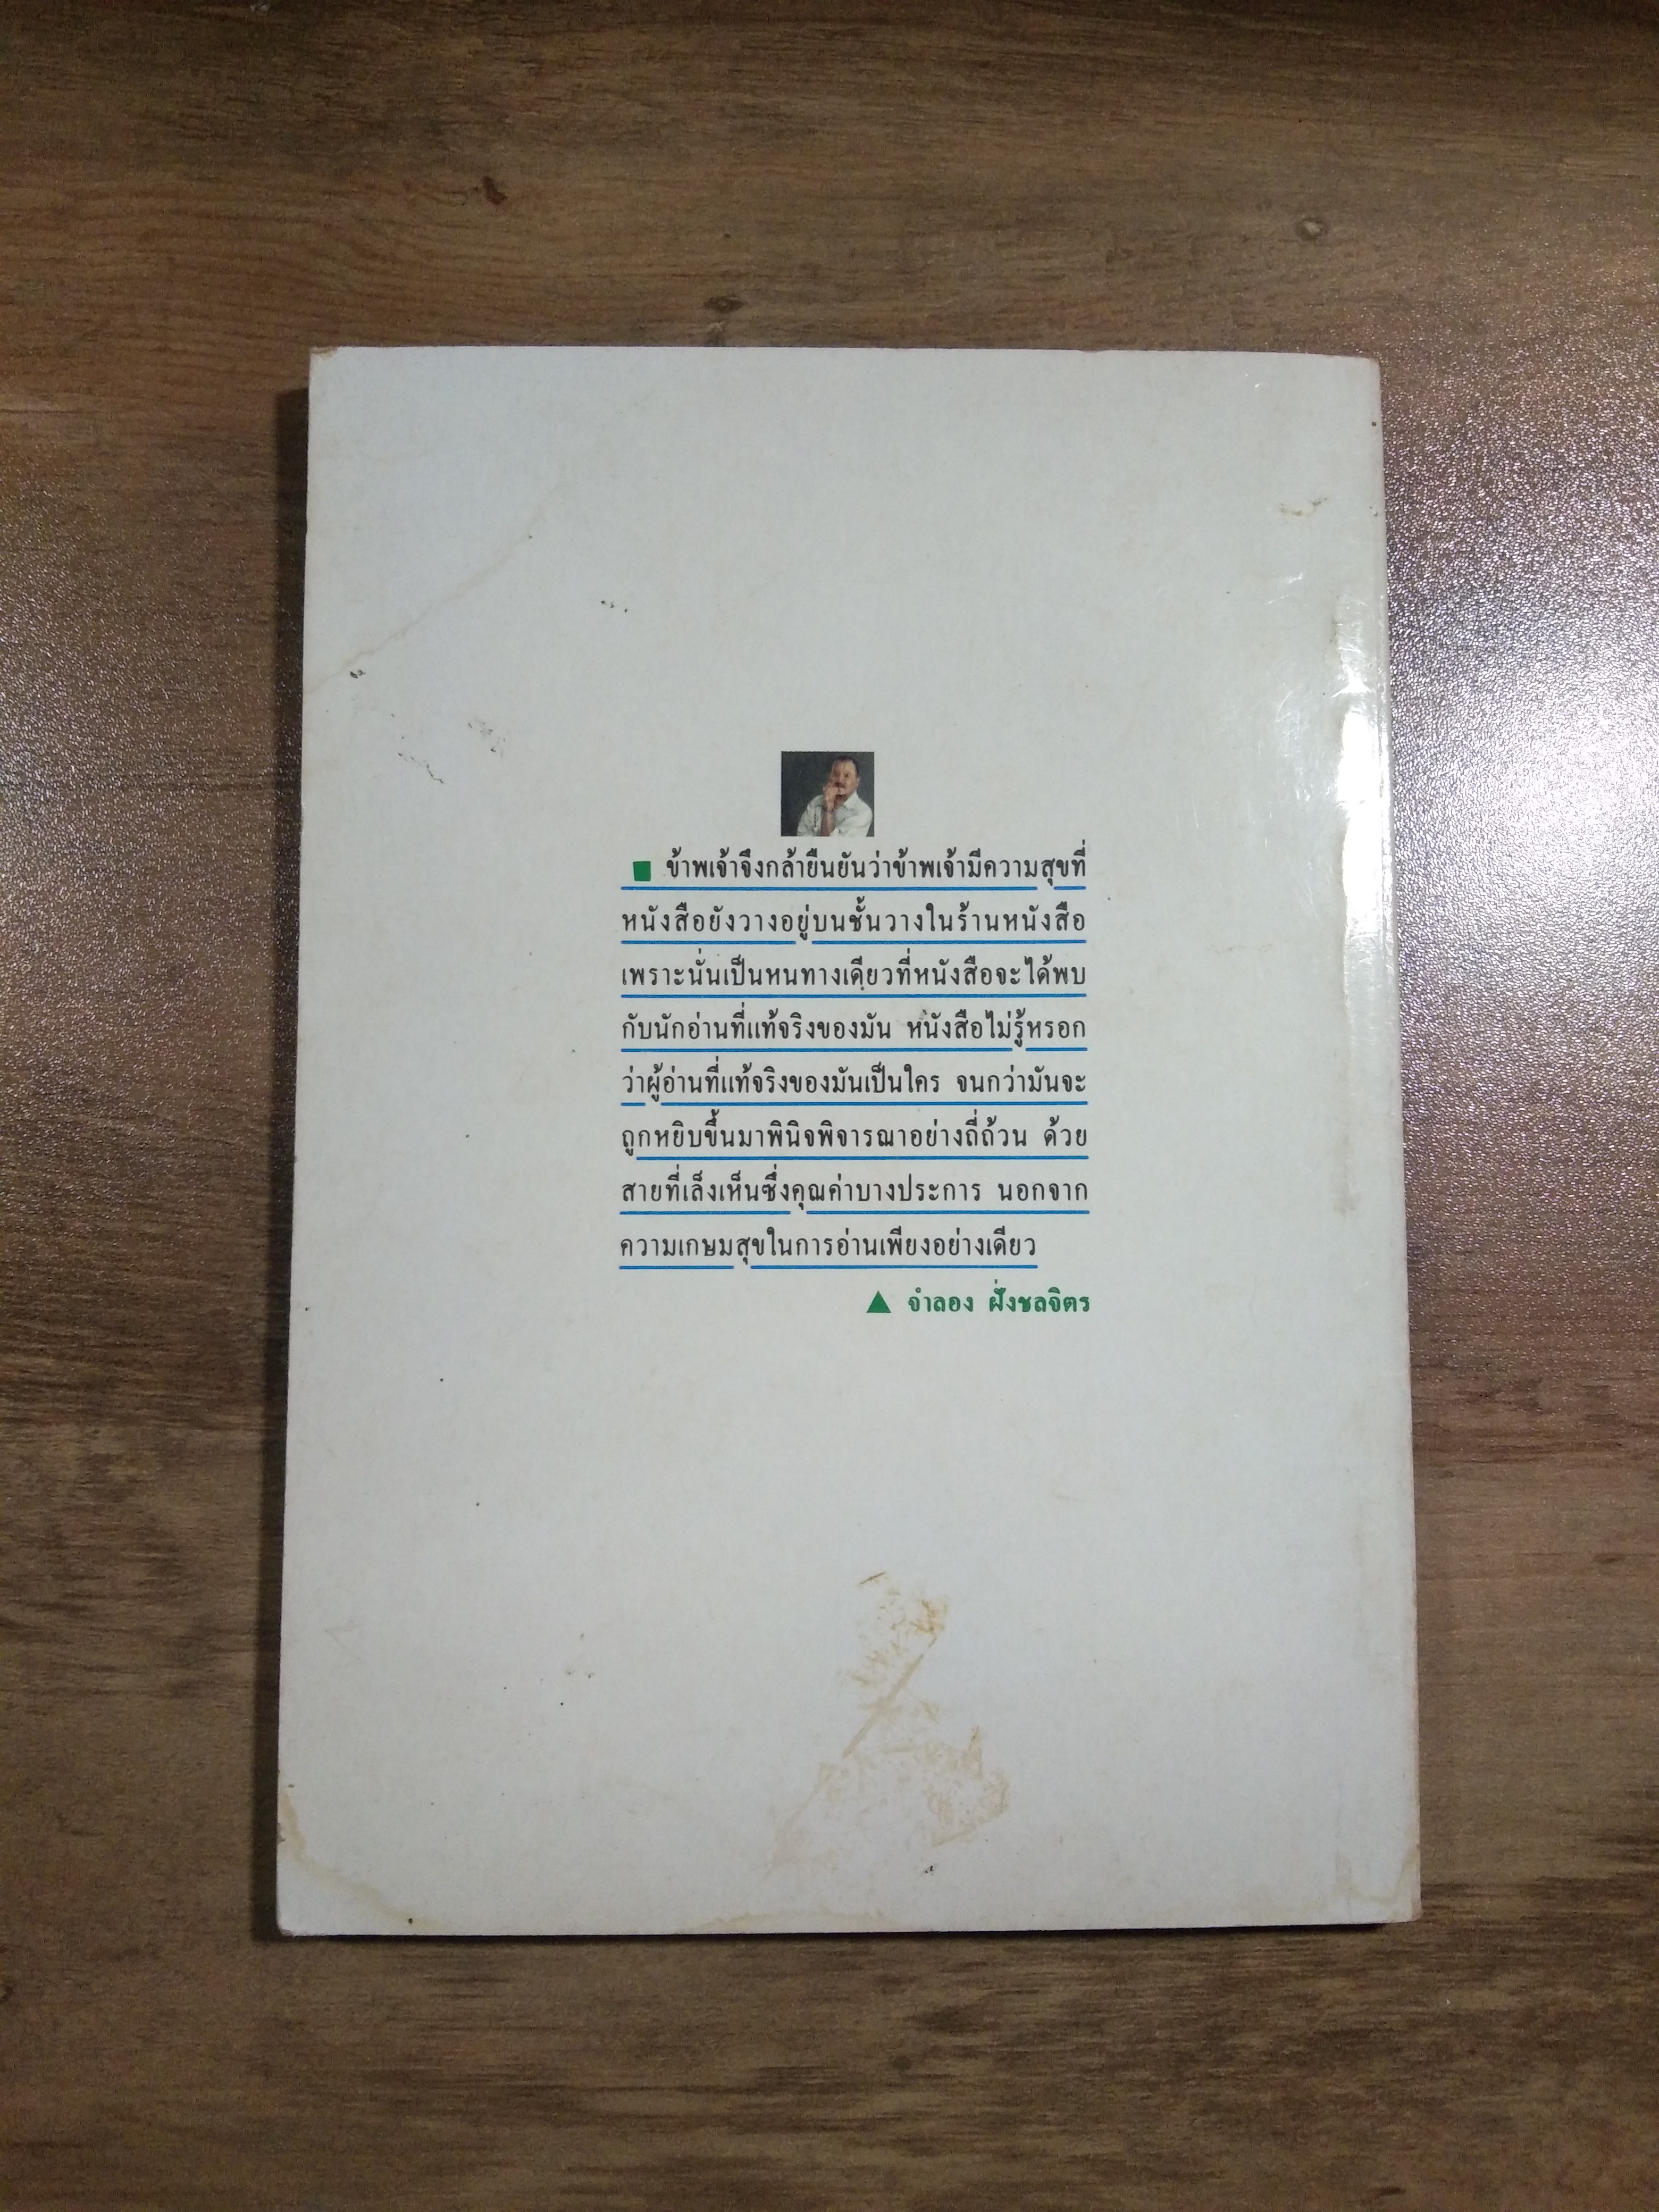 ข้าพเจ้าจึงกล้ายืนยันว่าข้าพเจ้ามีความสุขที่
หนังสือยังวางอยู่บนชั้นวางในร้านหนังสือ
เพราะนั่นเป็นหนทางเดียวที่หนังสือจะได้พบ
กับนักอ่านที่แท้จริงของมัน หนังสือไม่รู้หรอก
ว่าผู้อ่านที่แท้จริงของมันเป็นใคร จนกว่ามันจะ
ถูกหยิบขึ้นมาพินิจพิจารณาอย่างถี่ถ้วน ด้วย
สายที่เล็งเห็นซึ่งคุณค่าบางประการ นอกจาก
ความเกษมสุขในการอ่านเพียงอย่างเดียว
▲ จำลอง ฝั่งชลจิตร